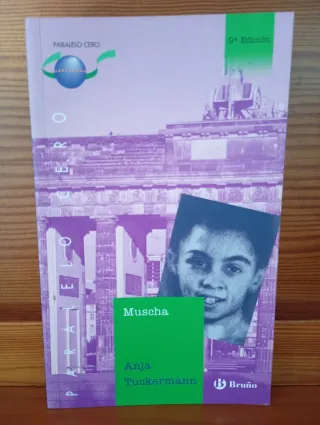 PARALELO CERO
9ª Edición
PARALELO CERO
Muscha
Anja
Tuckermann
B Bruño